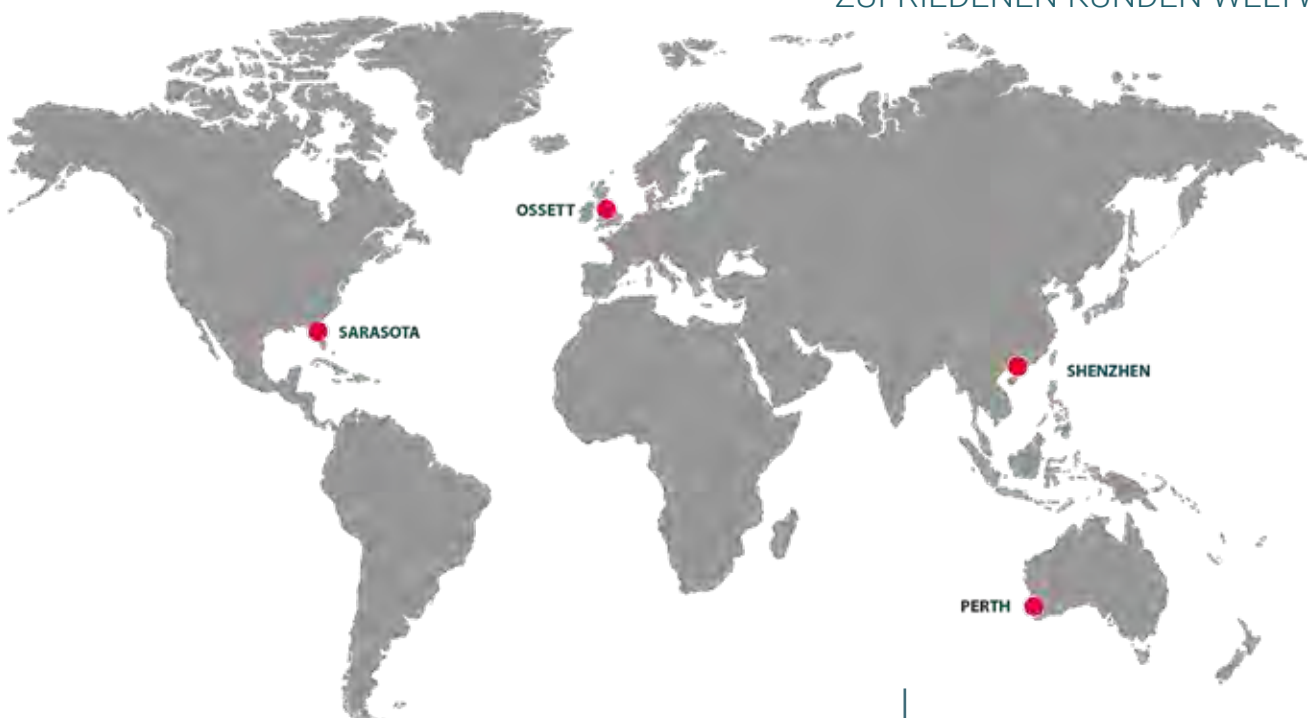 ZUFRIEDENEN KUNDEN
OSSETT
SARASOTA
SHENZHEN
PERTH